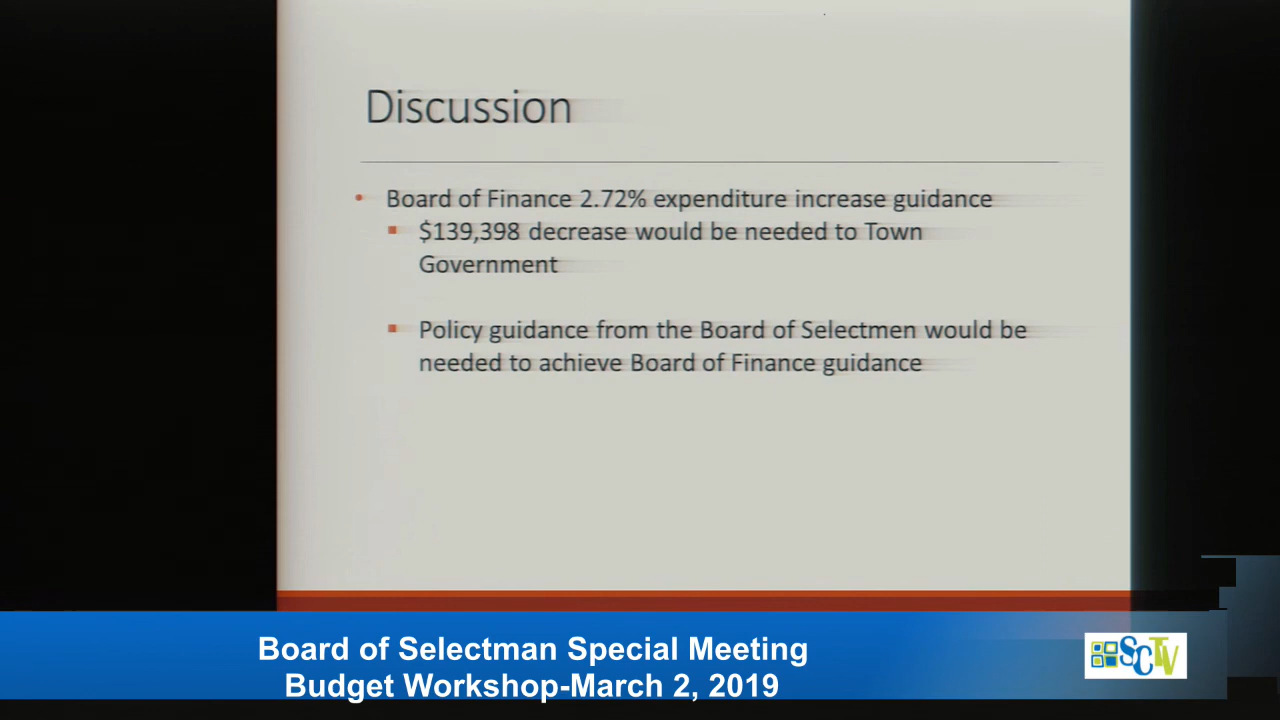 Discussion
• Board of Finance 2.72% expenditure increase guidance
▪ $139,398 decrease would be needed to Town
Government
▪ Policy guidance from the Board of Selectmen would be
needed to achieve Board of Finance guidance
Board of Selectman Special Meeting
Budget Workshop-March 2, 2019
SCTV